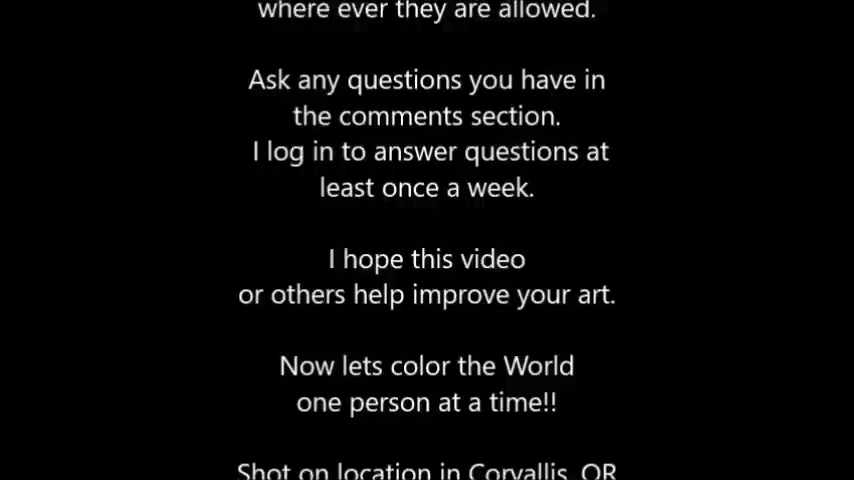 where ever they are allowed.
Ask any questions you have in
the comments section.
I log in to answer questions at
least once a week.
I hope this video
or others help improve your art.
Now lets color the World
one person at a time!!
Shot on location in Corvallis, OR